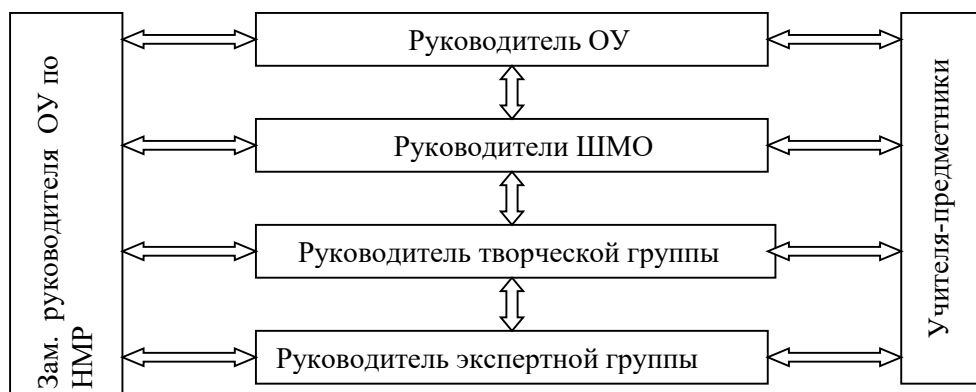 Зам. руководителя ОУ по
НМР
Руководитель ОУ
Руководители ШМО
Руководитель творческой группы
Руководитель экспертной группы
Учителя-предметники